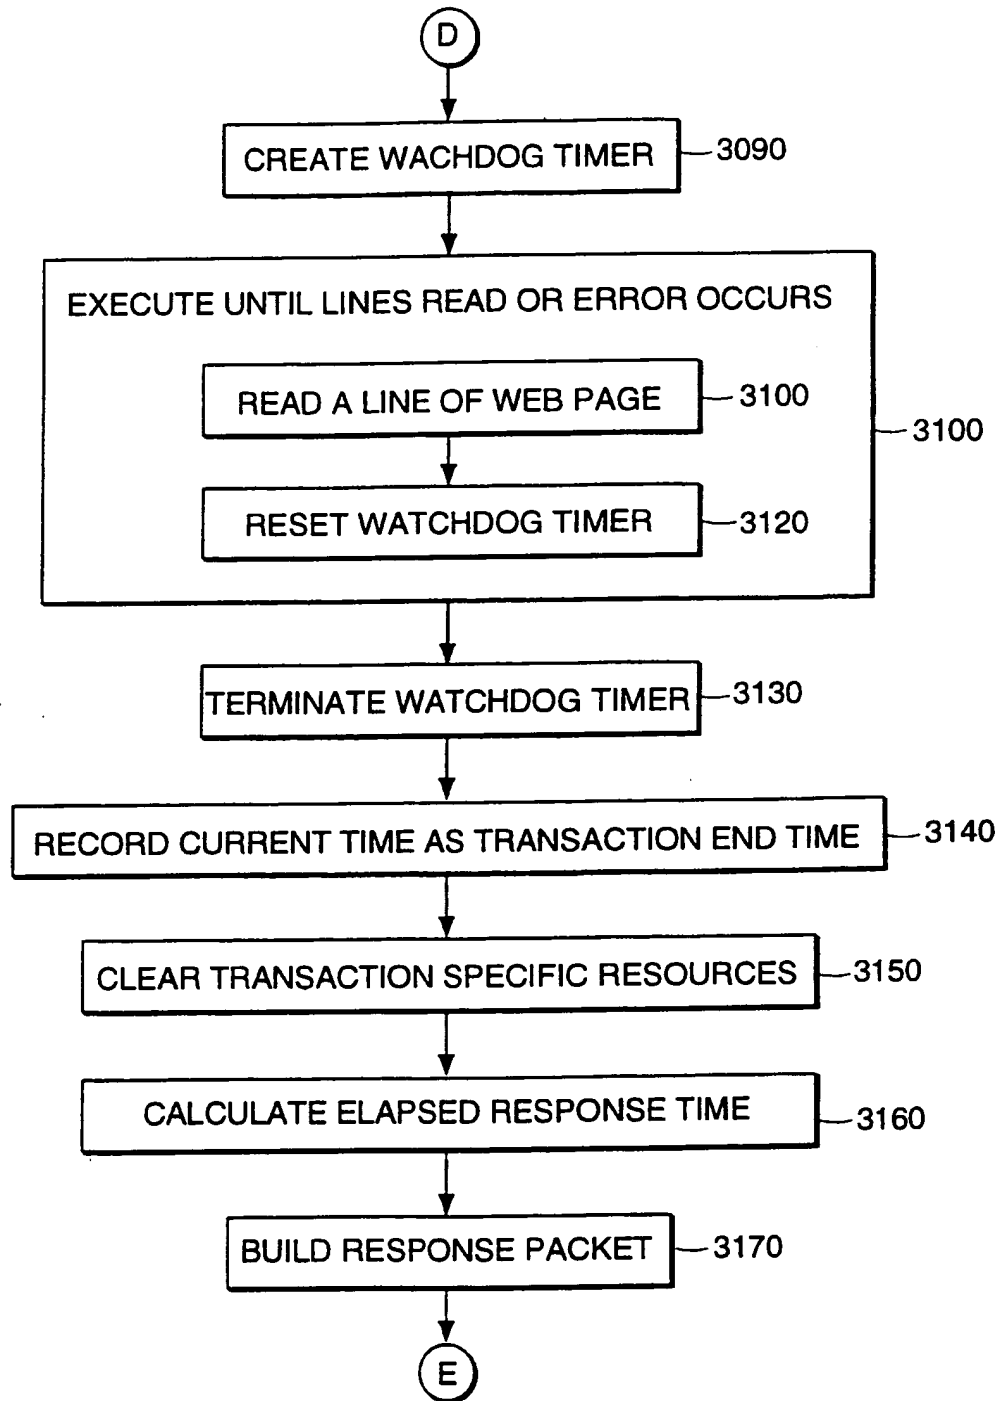 D
CREATE WACHDOG TIMER 3090
EXECUTE UNTIL LINES READ OR ERROR OCCURS
READ A LINE OF WEB PAGE 3100
3100
RESET WATCHDOG TIMER 3120
TERMINATE WATCHDOG TIMER 3130
RECORD CURRENT TIME AS TRANSACTION END TIME 3140
CLEAR TRANSACTION SPECIFIC RESOURCES 3150
CALCULATE ELAPSED RESPONSE TIME 3160
BUILD RESPONSE PACKET 3170
E